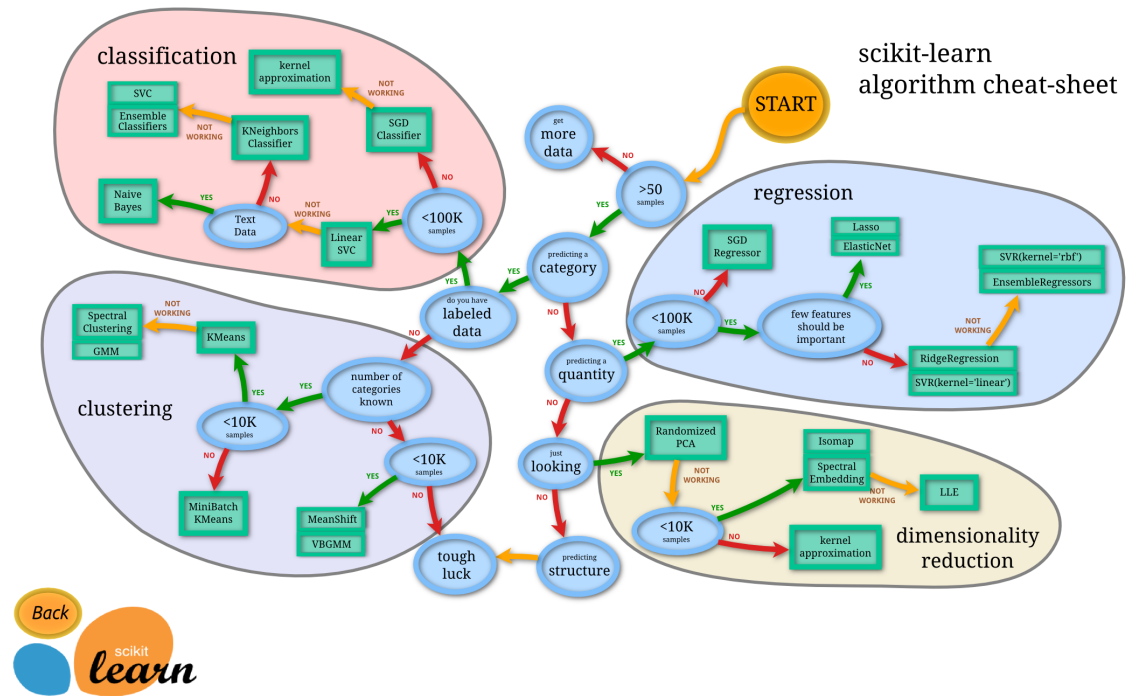 scikit-learn
algorithm cheat-sheet
START
classification
kernel
approximation
NOT
WORKING
SVC
Ensemble
Classifiers
NOT
WORKING
KNeighbors
Classifier
SGD
Classifier
NO
Naive
Bayes
YES
Text
Data
NO
NOT
WORKING
Linear
SVC
YES
<100K
samples
get
more
data
NO
>50
samples
YES
predicting a
category
YES
NO
YES
do you have
labeled
data
NO
predicting a
quantity
YES
NO
regression
SGD
Regressor
NO
<100K
samples
YES
Lasso
ElasticNet
YES
few features
should be
important
NO
SVR(kernel='rbf')
EnsembleRegressors
NOT
WORKING
RidgeRegression
SVR(kernel='linear')
clustering
Spectral
Clustering
GMM
NOT
WORKING
KMeans
YES
<10K
samples
NO
MiniBatch
KMeans
YES
number of
categories
known
NO
<10K
samples
YES
NO
MeanShift
VBGMM
just
looking
YES
NO
tough
luck
predicting
structure
Randomized
PCA
NOT
WORKING
<10K
samples
YES
NO
Isomap
Spectral
Embedding
NOT
WORKING
LLE
kernel
approximation
dimensionality
reduction
Back
scikit
learn